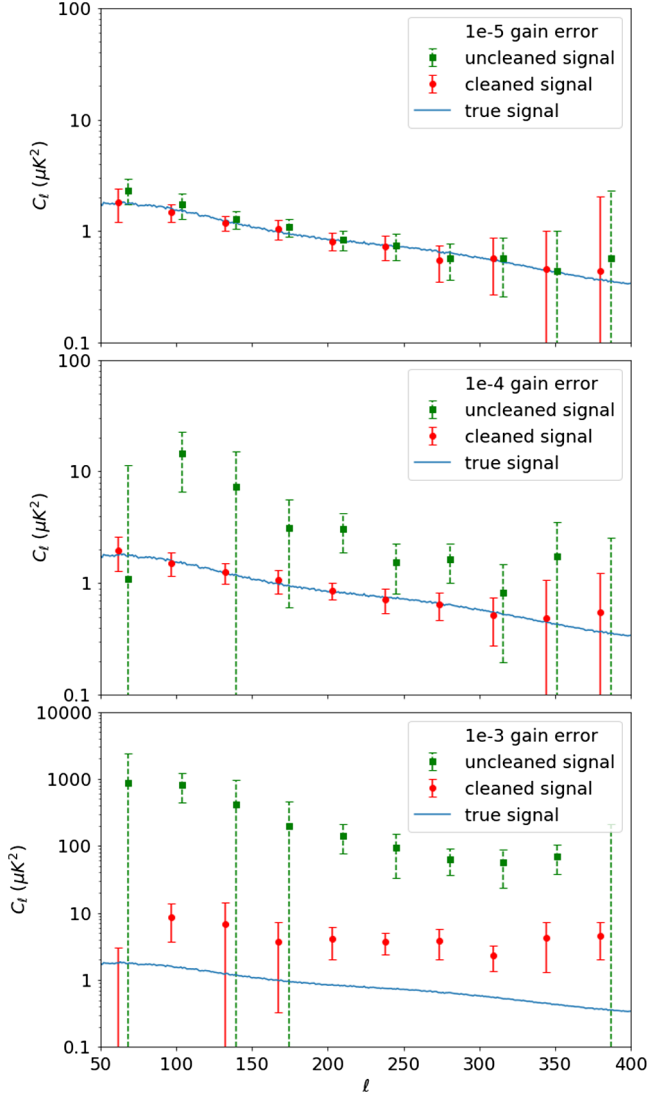 100
10
1
0.1
C_ℓ (μK²)
1e-5 gain error
uncleaned signal
cleaned signal
true signal
100
10
1
0.1
C_ℓ (μK²)
1e-4 gain error
uncleaned signal
cleaned signal
true signal
10000
1000
100
10
1
0.1
C_ℓ (μK²)
1e-3 gain error
uncleaned signal
cleaned signal
true signal
50 100 150 200 250 300 350 400
ℓ